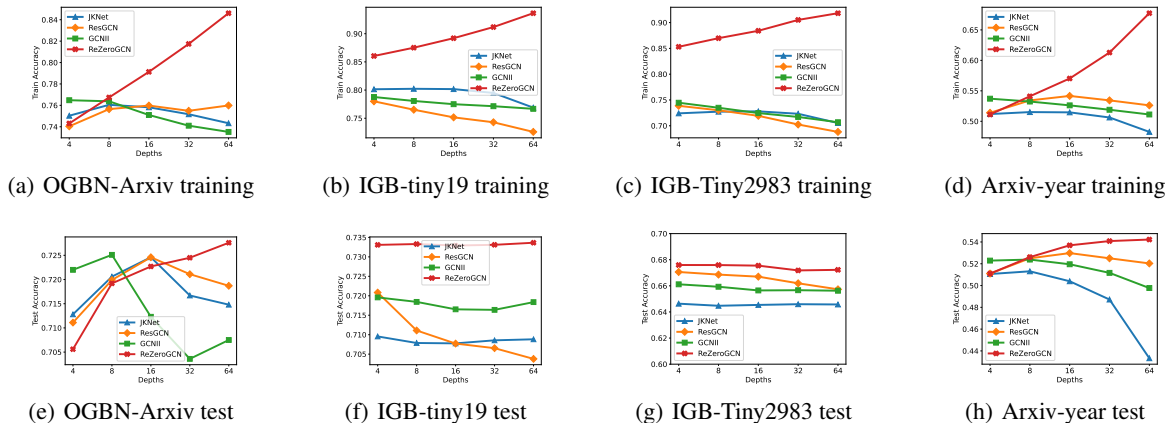 JKNet
ResGCN
GCNII
ReZeroGCN
0.84
0.82
0.80
0.78
0.76
0.74
4 8 16 32 64
Depths
Train Accuracy
(a) OGBN-Arxiv training
JKNet
ResGCN
GCNII
ReZeroGCN
0.90
0.85
0.80
0.75
4 8 16 32 64
Depths
Train Accuracy
(b) IGB-tiny19 training
JKNet
ResGCN
GCNII
ReZeroGCN
0.90
0.85
0.80
0.75
0.70
4 8 16 32 64
Depths
Train Accuracy
(c) IGB-Tiny2983 training
JKNet
ResGCN
GCNII
ReZeroGCN
0.65
0.60
0.55
0.50
4 8 16 32 64
Depths
Train Accuracy
(d) Arxiv-year training
JKNet
ResGCN
GCNII
ReZeroGCN
0.725
0.720
0.715
0.710
0.705
4 8 16 32 64
Depths
Test Accuracy
(e) OGBN-Arxiv test
JKNet
ResGCN
GCNII
ReZeroGCN
0.735
0.730
0.725
0.720
0.715
0.710
0.705
4 8 16 32 64
Depths
Test Accuracy
(f) IGB-tiny19 test
JKNet
ResGCN
GCNII
ReZeroGCN
0.70
0.68
0.66
0.64
0.62
0.60
4 8 16 32 64
Depths
Test Accuracy
(g) IGB-Tiny2983 test
JKNet
ResGCN
GCNII
ReZeroGCN
0.54
0.52
0.50
0.48
0.46
0.44
4 8 16 32 64
Depths
Test Accuracy
(h) Arxiv-year test